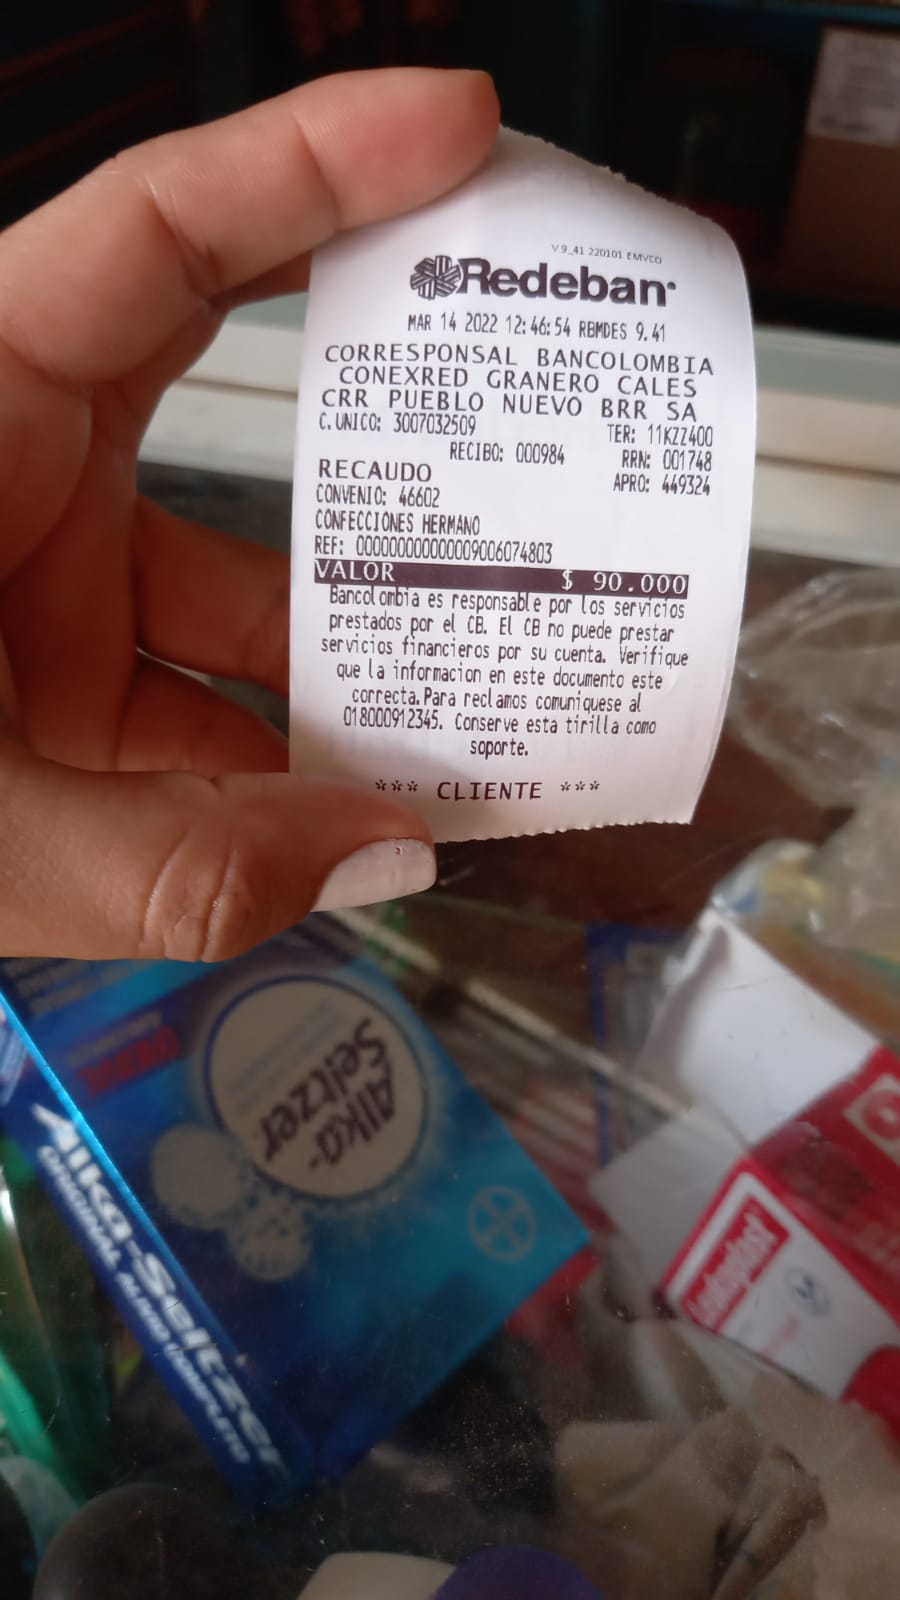 V9_41 220101 EMVCO
Redeban
MAR 14 2022 12:46:54 RBMDES 9.41
CORRESPONSAL BANCOLOMBIA
CONEXRED GRANERO CALES
CRR PUEBLO NUEVO BRR SA
C.UNICO: 3007032509 TER: 11KZZ400
RECIBO: 000984 RRN: 001748
RECAUDO APRO: 449324
CONVENIO: 46602
CONFECCIONES HERMANO
REF: 000000000000009006074803
VALOR $ 90.000
Bancolombia es responsable por los servicios
prestados por el CB. El CB no puede prestar
servicios financieros por su cuenta. Verifique
que la informacion en este documento este
correcta.Para reclamos comuniquese al
018000912345. Conserve esta tirilla como
soporte.
*** CLIENTE ***
Alka-
Seltzer
Alka-Seltzer
ORIGINAL ALIVIO COMPLETO